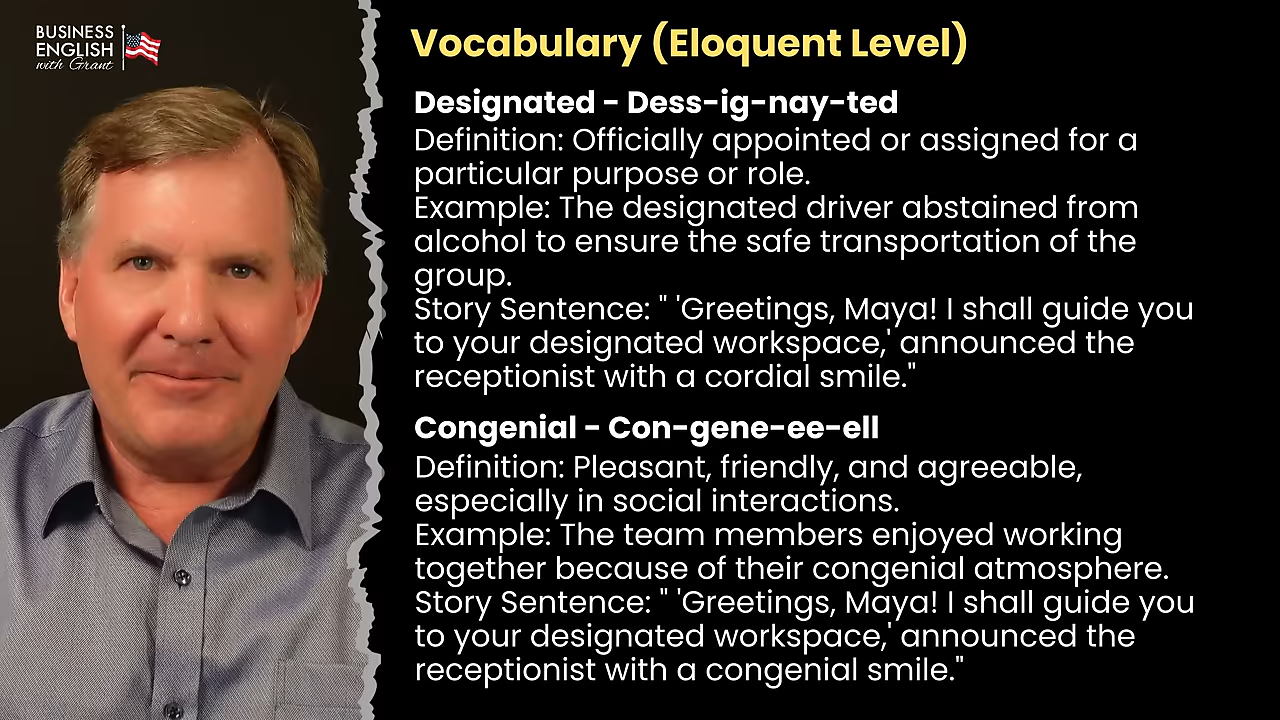 BUSINESS
ENGLISH
with Grant
Vocabulary (Eloquent Level)
Designated - Dess-ig-nay-ted
Definition: Officially appointed or assigned for a
particular purpose or role.
Example: The designated driver abstained from
alcohol to ensure the safe transportation of the
group.
Story Sentence: " 'Greetings, Maya! I shall guide you
to your designated workspace,' announced the
receptionist with a cordial smile."
Congenial - Con-gene-ee-ell
Definition: Pleasant, friendly, and agreeable,
especially in social interactions.
Example: The team members enjoyed working
together because of their congenial atmosphere.
Story Sentence: " 'Greetings, Maya! I shall guide you
to your designated workspace,' announced the
receptionist with a congenial smile."